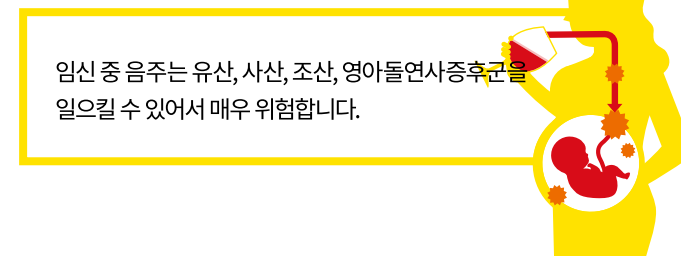 임신 중 음주는 유산, 사산, 조산, 영아돌연사증후군을
일으킬 수 있어서 매우 위험합니다.